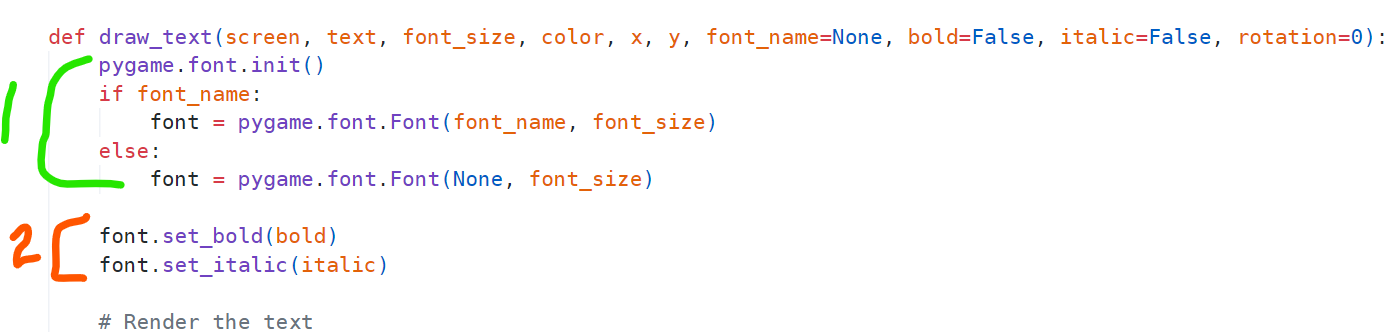 def draw_text(screen, text, font_size, color, x, y, font_name=None, bold=False, italic=False, rotation=0):
    pygame.font.init()
1
    if font_name:
        font = pygame.font.Font(font_name, font_size)
    else:
        font = pygame.font.Font(None, font_size)
2
    font.set_bold(bold)
    font.set_italic(italic)
    # Render the text